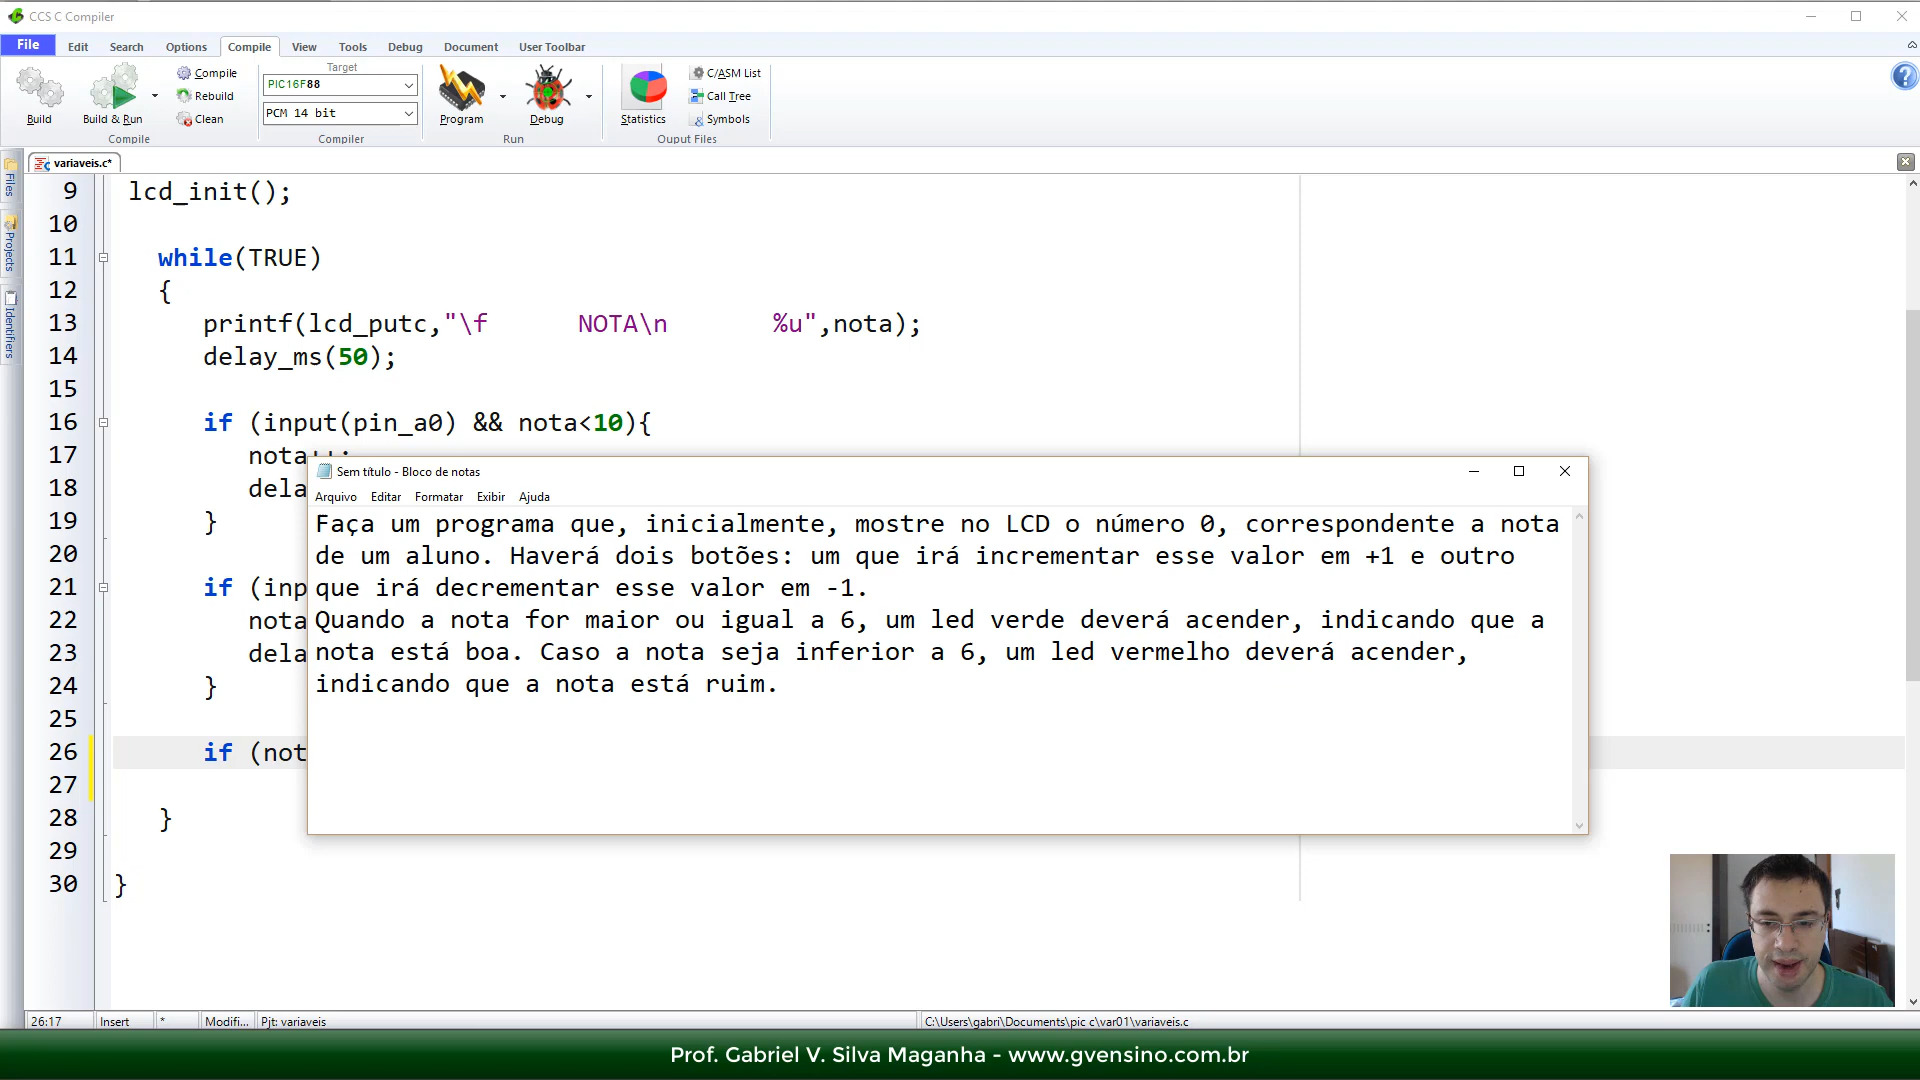 CCS C Compiler
File Edit Search Options Compile View Tools Debug Document User Toolbar
Build
Build & Run
Compile
Rebuild
Clean
Compile
Target
PIC16F88
PCM 14 bit
Compiler
Program
Debug
Run
Statistics
C/ASM List
Call Tree
Symbols
Ouput Files
Files
Projects
Identifiers
variaveis.c*
9 lcd_init();
10
11 while(TRUE)
12 {
13 printf(lcd_putc,"\f NOTA\n %u",nota);
14 delay_ms(50);
15
16 if (input(pin_a0) && nota<10){
17 nota++;
18 dela
19 }
20
21 if (inp
22 nota
23 dela
24 }
25
26 if (not
27
28 }
29
30 }
Sem título - Bloco de notas
Arquivo Editar Formatar Exibir Ajuda
Faça um programa que, inicialmente, mostre no LCD o número 0, correspondente a nota
de um aluno. Haverá dois botões: um que irá incrementar esse valor em +1 e outro
que irá decrementar esse valor em -1.
Quando a nota for maior ou igual a 6, um led verde deverá acender, indicando que a
nota está boa. Caso a nota seja inferior a 6, um led vermelho deverá acender,
indicando que a nota está ruim.
26:17 Insert * Modifi... Pjt: variaveis C:\Users\gabri\Documents\pic c\var01\variaveis.c
Prof. Gabriel V. Silva Maganha - www.gvensino.com.br